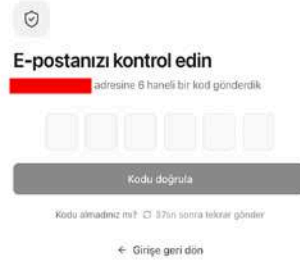 E-postanızı kontrol edin
adresine 6 haneli bir kod gönderdik
Kodu doğrula
Kodu almadınız mı? 37sn sonra tekrar gönder
← Girişe geri dön